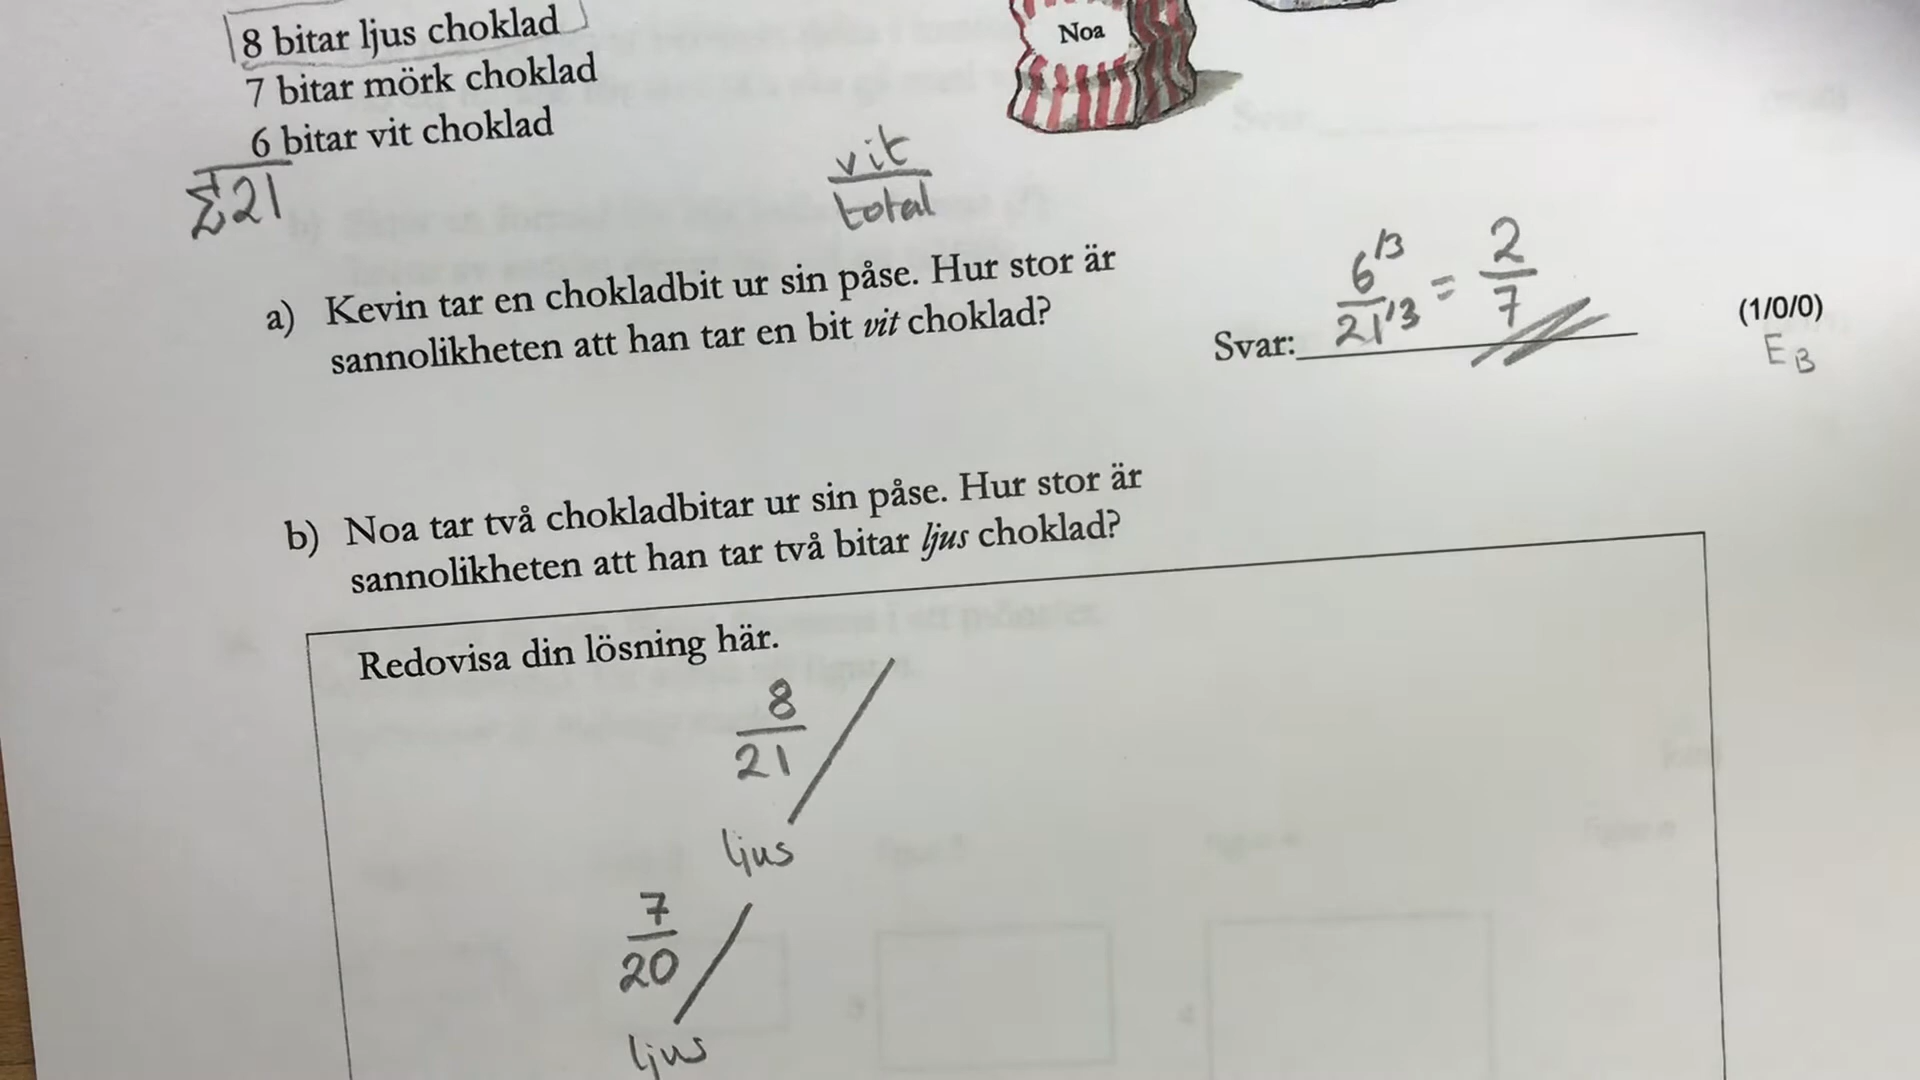 8 bitar ljus choklad
7 bitar mörk choklad
6 bitar vit choklad
Σ 21
Noa
vit
total
a) Kevin tar en chokladbit ur sin påse. Hur stor är
sannolikheten att han tar en bit vit choklad?
Svar: 6/3 / 21/3 = 2/7
(1/0/0)
EB
b) Noa tar två chokladbitar ur sin påse. Hur stor är
sannolikheten att han tar två bitar ljus choklad?
Redovisa din lösning här.
8
21
ljus
7
20
ljus